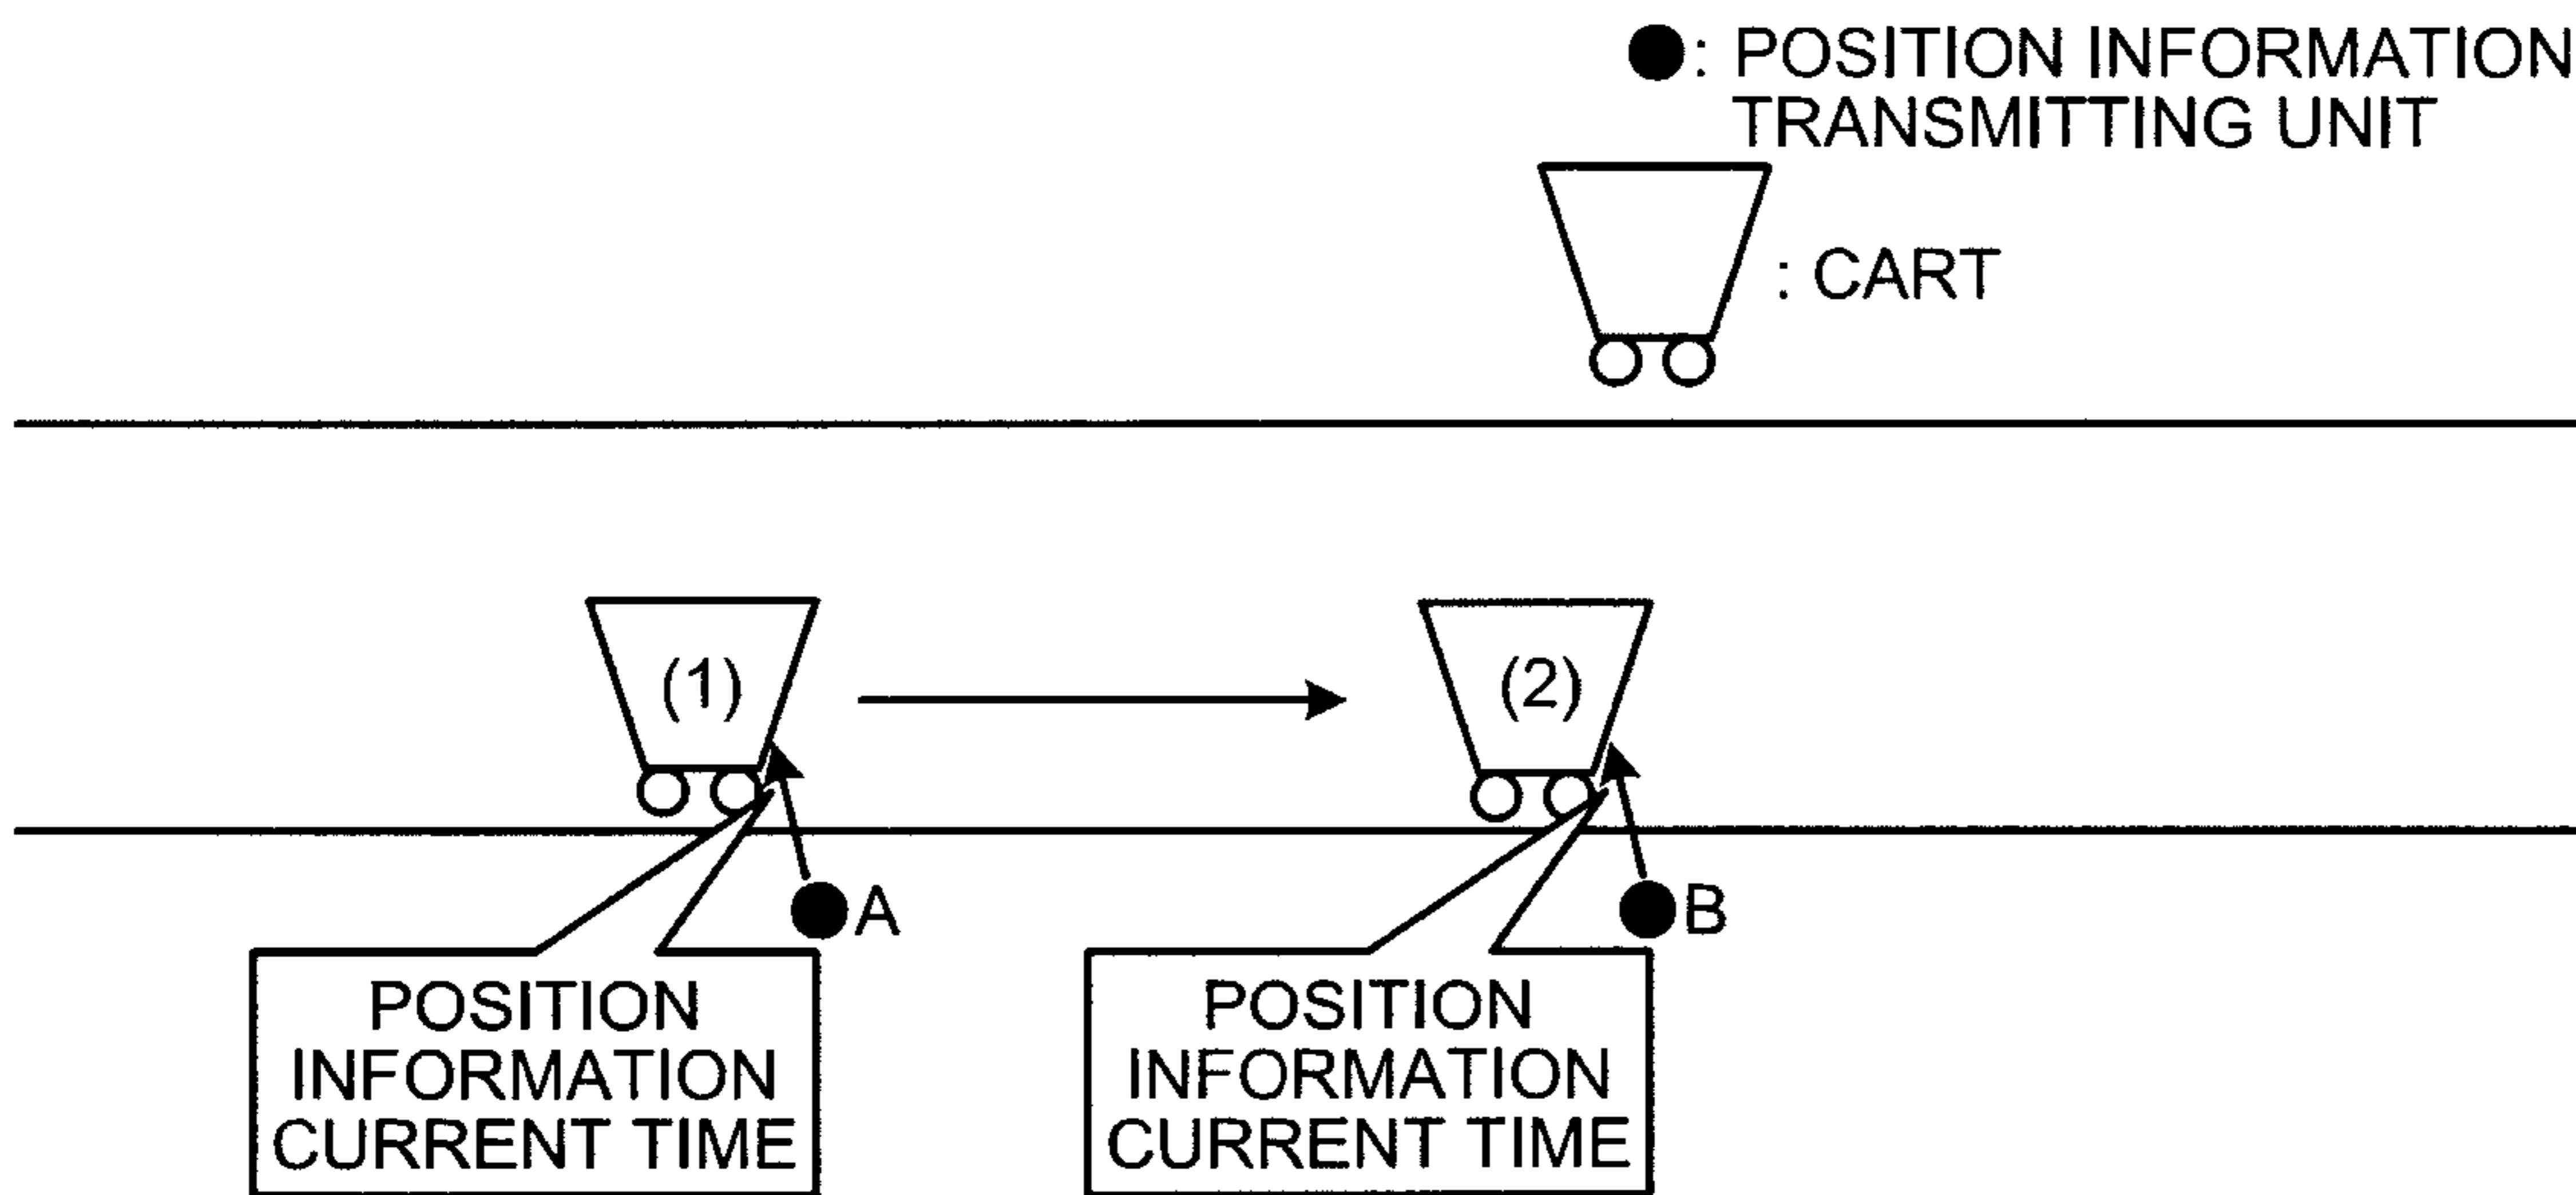 ●: POSITION INFORMATION
TRANSMITTING UNIT
: CART
(1)
(2)
A
B
POSITION
INFORMATION
CURRENT TIME
POSITION
INFORMATION
CURRENT TIME